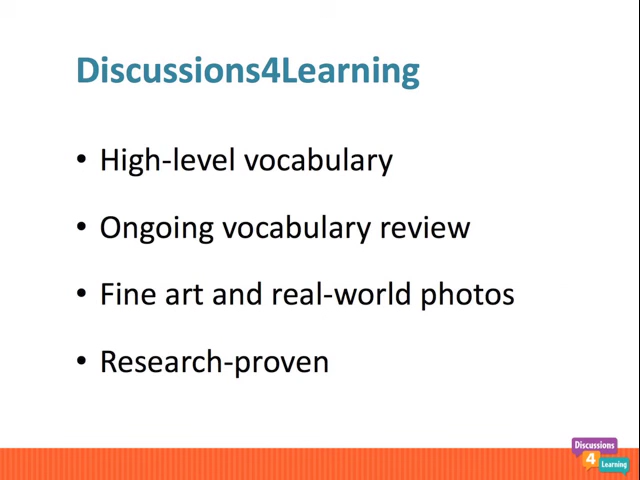 Discussions4Learning
• High-level vocabulary
• Ongoing vocabulary review
• Fine art and real-world photos
• Research-proven
Discussions
4
Learning